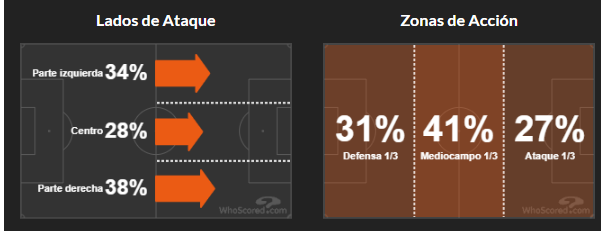 Lados de Ataque
Parte izquierda 34%
Centro 28%
Parte derecha 38%
WhoScored.com
Zonas de Acción
31%
Defensa 1/3
41%
Mediocampo 1/3
27%
Ataque 1/3
WhoScored.com